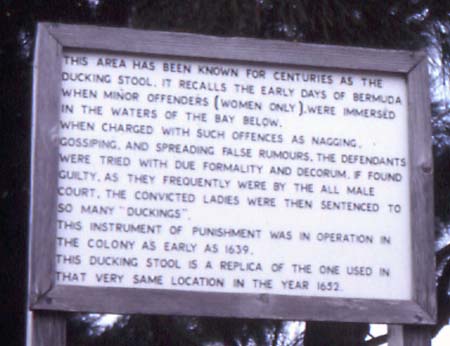 THIS AREA HAS BEEN KNOWN FOR CENTURIES AS THE
DUCKING STOOL. IT RECALLS THE EARLY DAYS OF BERMUDA
WHEN MINOR OFFENDERS (WOMEN ONLY), WERE IMMERSED
IN THE WATERS OF THE BAY BELOW.
WHEN CHARGED WITH SUCH OFFENCES AS NAGGING,
GOSSIPING, AND SPREADING FALSE RUMOURS, THE DEFENDANTS
WERE TRIED WITH DUE FORMALITY AND DECORUM. IF FOUND
GUILTY, AS THEY FREQUENTLY WERE BY THE ALL MALE
COURT, THE CONVICTED LADIES WERE THEN SENTENCED TO
SO MANY "DUCKINGS".
THIS INSTRUMENT OF PUNISHMENT WAS IN OPERATION IN
THE COLONY AS EARLY AS 1639.
THIS DUCKING STOOL IS A REPLICA OF THE ONE USED IN
THAT VERY SAME LOCATION IN THE YEAR 1652.